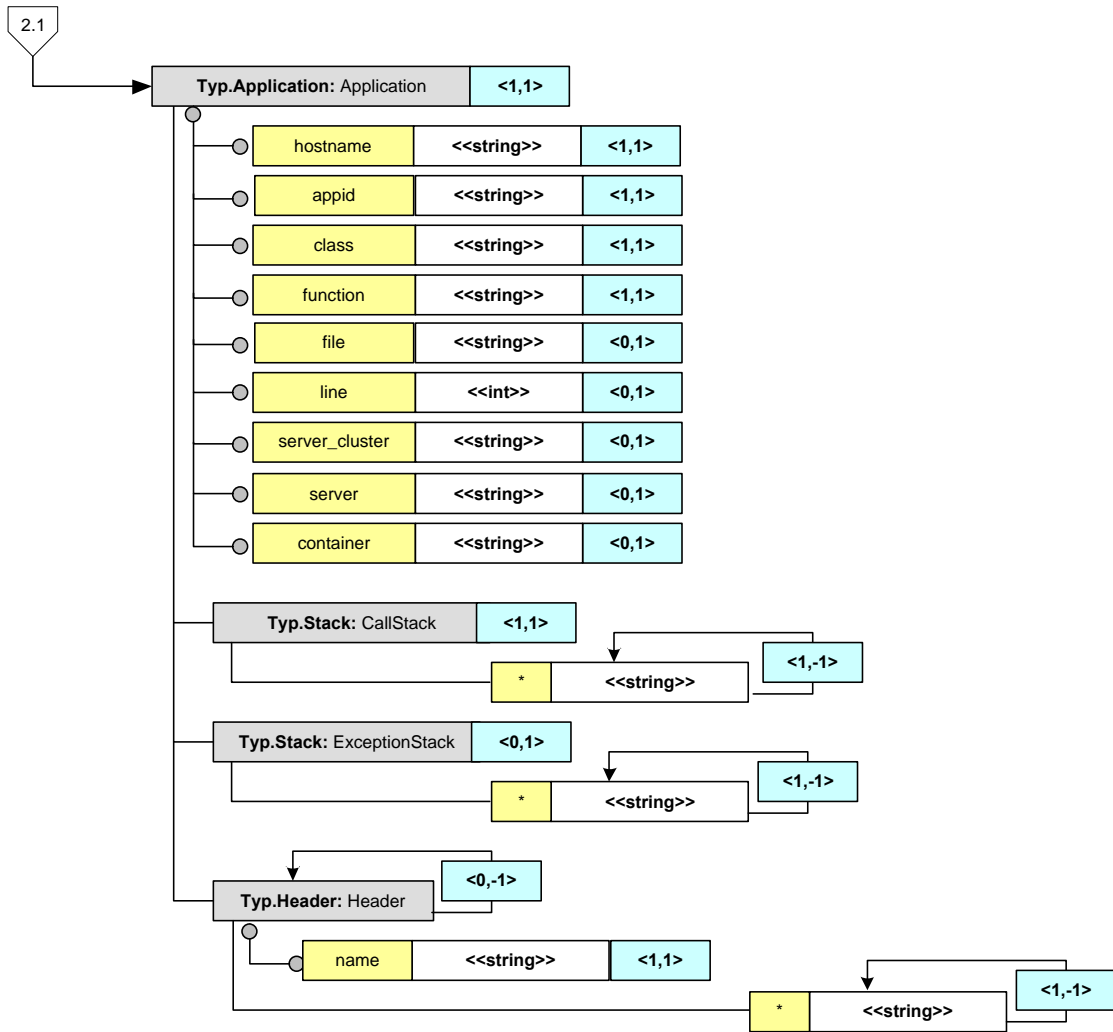 2.1
Typ.Application: Application <1,1>
hostname <<string>> <1,1>
appid <<string>> <1,1>
class <<string>> <1,1>
function <<string>> <1,1>
file <<string>> <0,1>
line <<int>> <0,1>
server_cluster <<string>> <0,1>
server <<string>> <0,1>
container <<string>> <0,1>
Typ.Stack: CallStack <1,1>
<1,-1>
* <<string>>
Typ.Stack: ExceptionStack <0,1>
<1,-1>
* <<string>>
<0,-1>
Typ.Header: Header
name <<string>> <1,1>
<1,-1>
* <<string>>